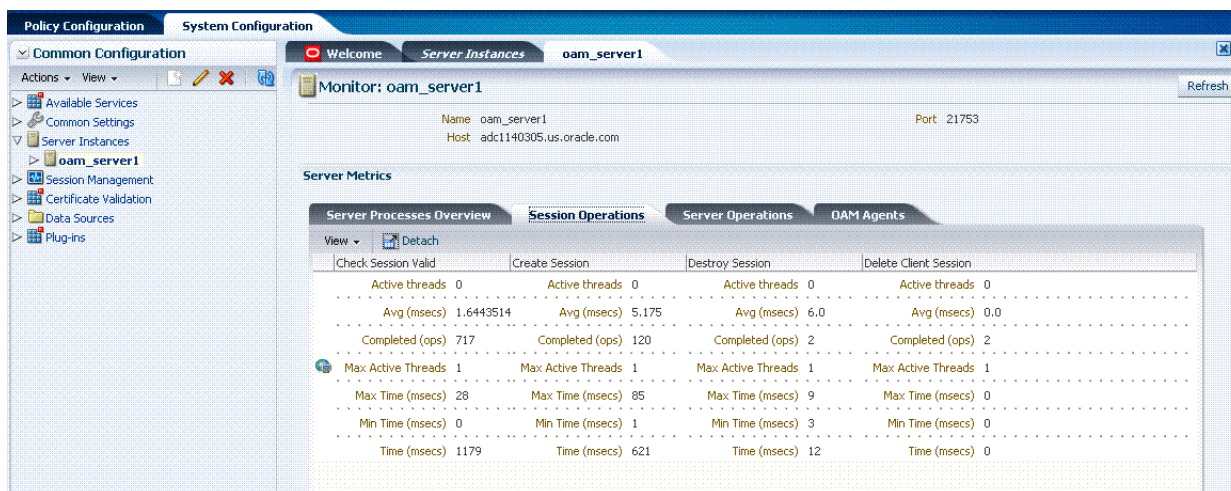 Policy Configuration System Configuration
Common Configuration
Actions View
Available Services
Common Settings
Server Instances
oam_server1
Session Management
Certificate Validation
Data Sources
Plug-ins
Welcome Server Instances oam_server1
Monitor: oam_server1 Refresh
Name oam_server1 Port 21753
Host adc1140305.us.oracle.com
Server Metrics
Server Processes Overview Session Operations Server Operations OAM Agents
View Detach
Check Session Valid Create Session Destroy Session Delete Client Session
Active threads 0 Active threads 0 Active threads 0 Active threads 0
Avg (msecs) 1.6443514 Avg (msecs) 5.175 Avg (msecs) 6.0 Avg (msecs) 0.0
Completed (ops) 717 Completed (ops) 120 Completed (ops) 2 Completed (ops) 2
Max Active Threads 1 Max Active Threads 1 Max Active Threads 1 Max Active Threads 1
Max Time (msecs) 28 Max Time (msecs) 85 Max Time (msecs) 9 Max Time (msecs) 0
Min Time (msecs) 0 Min Time (msecs) 1 Min Time (msecs) 3 Min Time (msecs) 0
Time (msecs) 1179 Time (msecs) 621 Time (msecs) 12 Time (msecs) 0